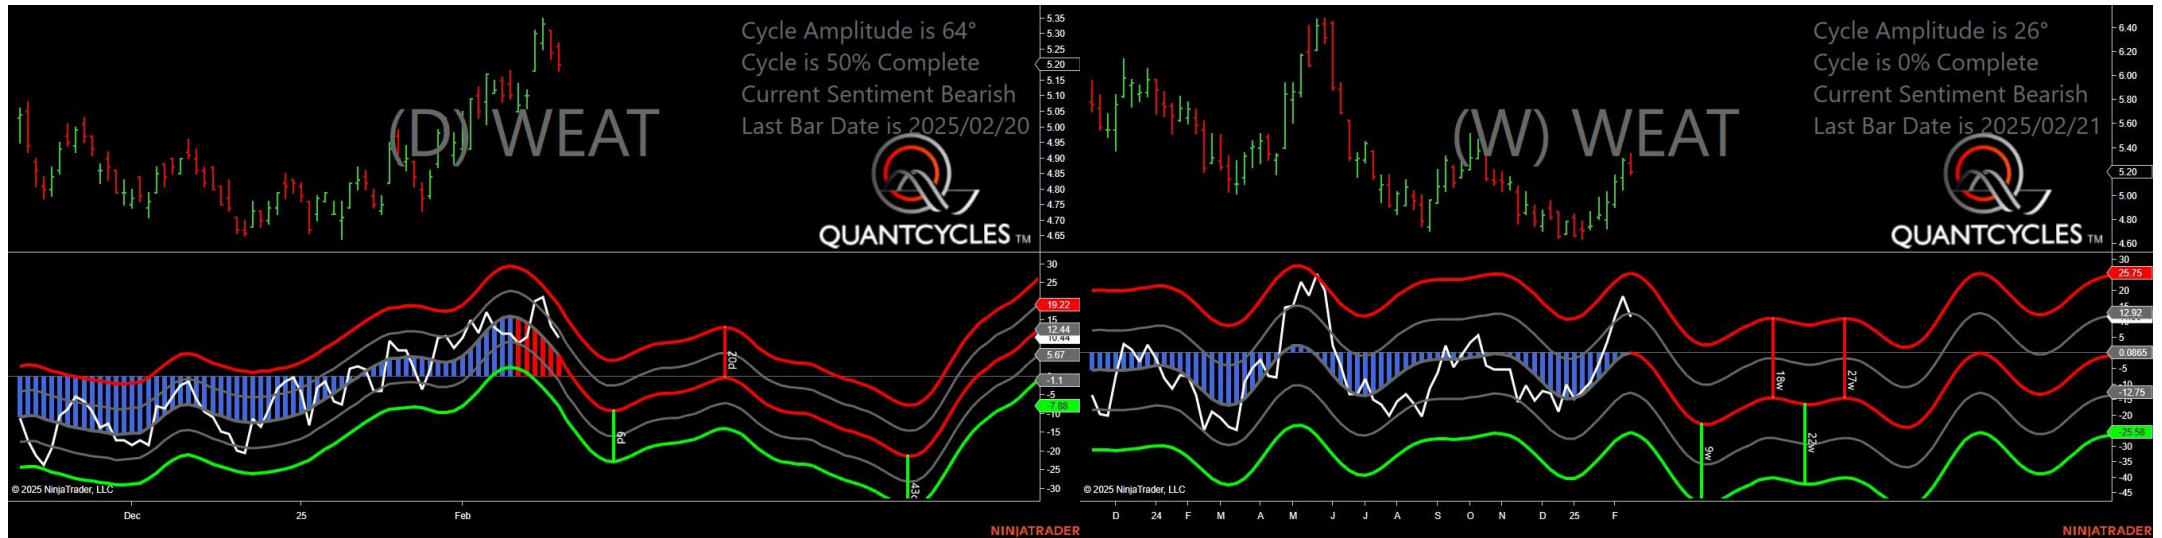 Cycle Amplitude is 64°
Cycle is 50% Complete
Current Sentiment Bearish
Last Bar Date is 2025/02/20
(D) WEAT
QUANTCYCLES TM
5.35
5.30
5.25
5.20
5.15
5.10
5.05
5.00
4.95
4.90
4.85
4.80
4.75
4.70
4.65
30
25
19.22
15
12.44
10.44
5.67
-1.1
-7.88
-10
-15
-20
-25
-30
20d
6d
43d
© 2025 NinjaTrader, LLC
Dec
25
Feb
NINJATRADER
Cycle Amplitude is 26°
Cycle is 0% Complete
Current Sentiment Bearish
Last Bar Date is 2025/02/21
(W) WEAT
QUANTCYCLES TM
6.40
6.20
6.00
5.80
5.60
5.40
5.20
5.00
4.80
4.60
30
25.75
20
12.92
5
0.0865
-5
-10
-12.75
-15
-20
-25.58
-30
-35
-40
-45
18w
27w
9w
22w
© 2025 NinjaTrader, LLC
D
24
F
M
A
M
J
J
A
S
O
N
D
25
F
NINJATRADER